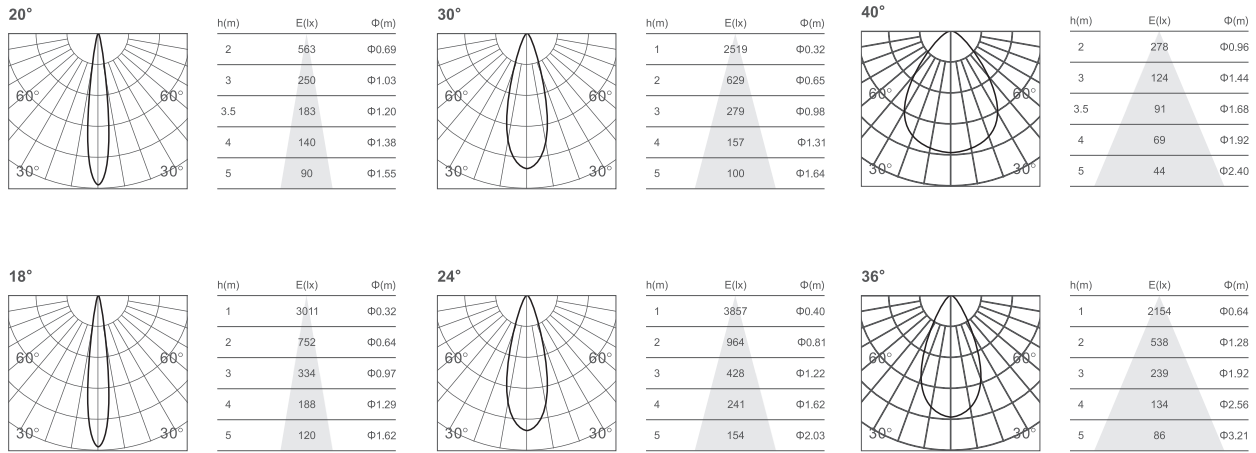 20°
60° 60°
30° 30°
h(m) E(lx) Φ(m)
2 563 Φ0.69
3 250 Φ1.03
3.5 183 Φ1.20
4 140 Φ1.38
5 90 Φ1.55
30°
60° 60°
30° 30°
h(m) E(lx) Φ(m)
1 2519 Φ0.32
2 629 Φ0.65
3 279 Φ0.98
4 157 Φ1.31
5 100 Φ1.64
40°
60° 60°
30° 30°
h(m) E(lx) Φ(m)
2 278 Φ0.96
3 124 Φ1.44
3.5 91 Φ1.68
4 69 Φ1.92
5 44 Φ2.40
18°
60° 60°
30° 30°
h(m) E(lx) Φ(m)
1 3011 Φ0.32
2 752 Φ0.64
3 334 Φ0.97
4 188 Φ1.29
5 120 Φ1.62
24°
60° 60°
30° 30°
h(m) E(lx) Φ(m)
1 3857 Φ0.40
2 964 Φ0.81
3 428 Φ1.22
4 241 Φ1.62
5 154 Φ2.03
36°
60° 60°
30° 30°
h(m) E(lx) Φ(m)
1 2154 Φ0.64
2 538 Φ1.28
3 239 Φ1.92
4 134 Φ2.56
5 86 Φ3.21